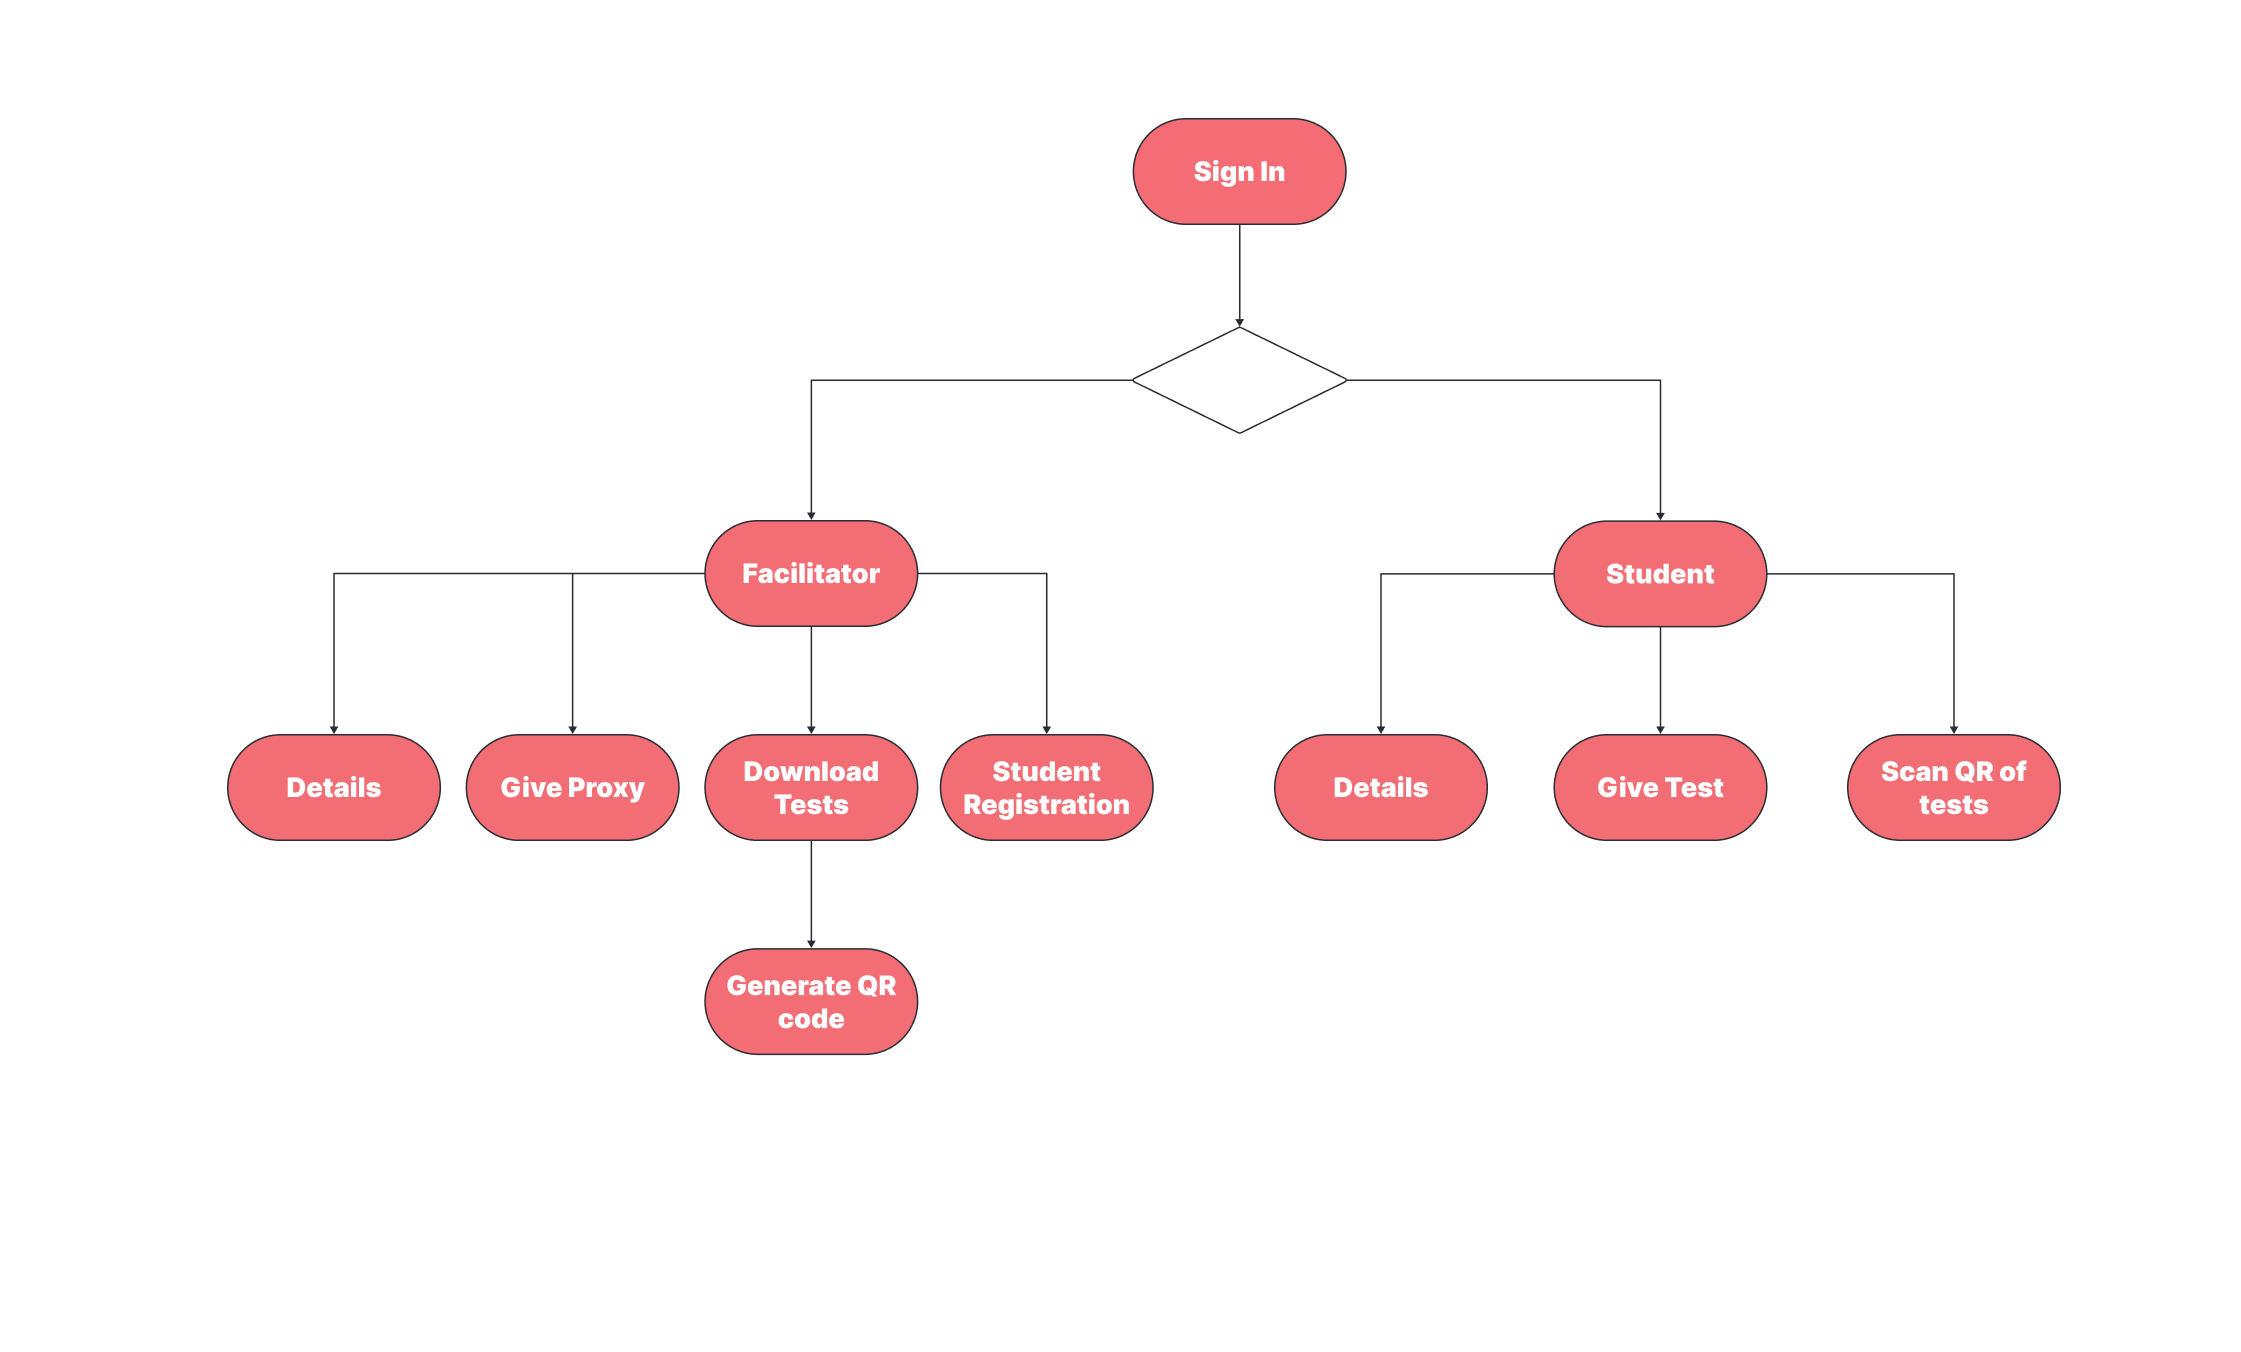 Sign In
Facilitator
Student
Details
Give Proxy
Download
Tests
Student
Registration
Details
Give Test
Scan QR of
tests
Generate QR
code